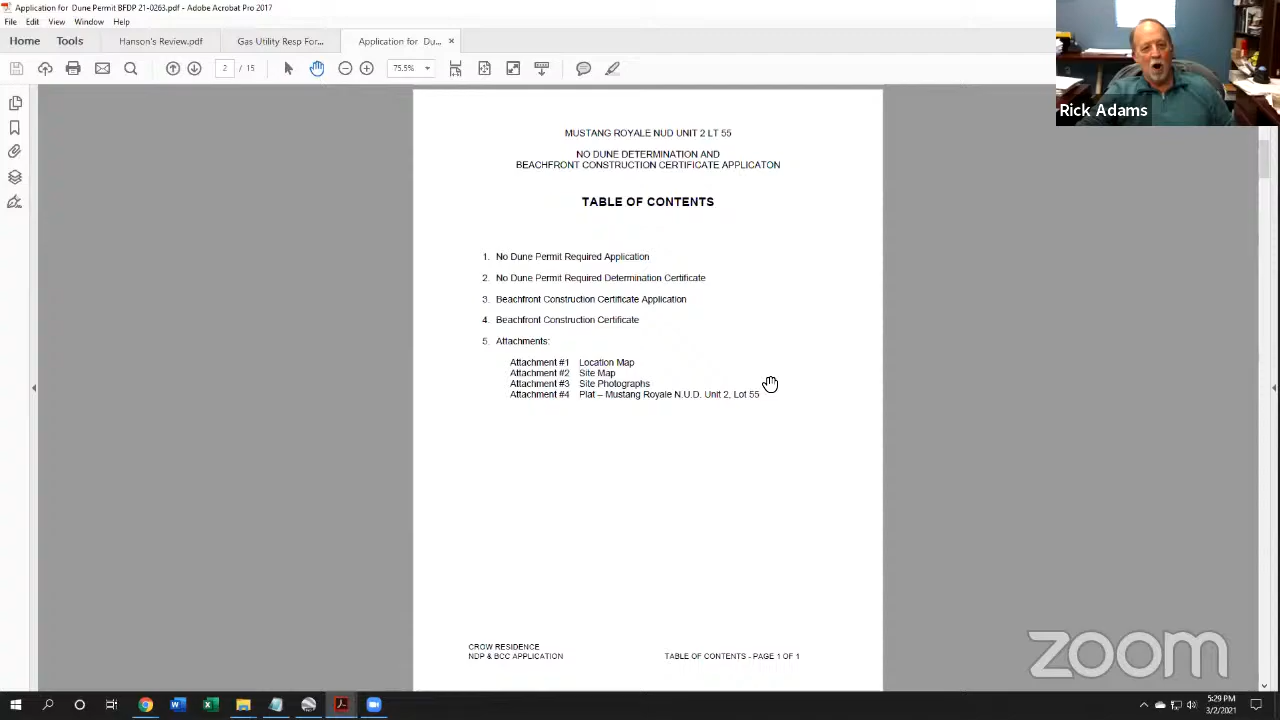 Application for Dune Permit BFDP 21-0263.pdf - Adobe Acrobat Pro 2017
File Edit View Window Help
Home Tools Hanson's Review.pdf Gas Utility Resp For... Application for Du... ×
2 / 15 75.5%
Rick Adams
MUSTANG ROYALE NUD UNIT 2 LT 55
NO DUNE DETERMINATION AND
BEACHFRONT CONSTRUCTION CERTIFICATE APPLICATON
TABLE OF CONTENTS
1. No Dune Permit Required Application
2. No Dune Permit Required Determination Certificate
3. Beachfront Construction Certificate Application
4. Beachfront Construction Certificate
5. Attachments:
Attachment #1 Location Map
Attachment #2 Site Map
Attachment #3 Site Photographs
Attachment #4 Plat – Mustang Royale N.U.D. Unit 2, Lot 55
CROW RESIDENCE
NDP & BCC APPLICATION TABLE OF CONTENTS - PAGE 1 OF 1
zoom
5:29 PM
3/2/2021